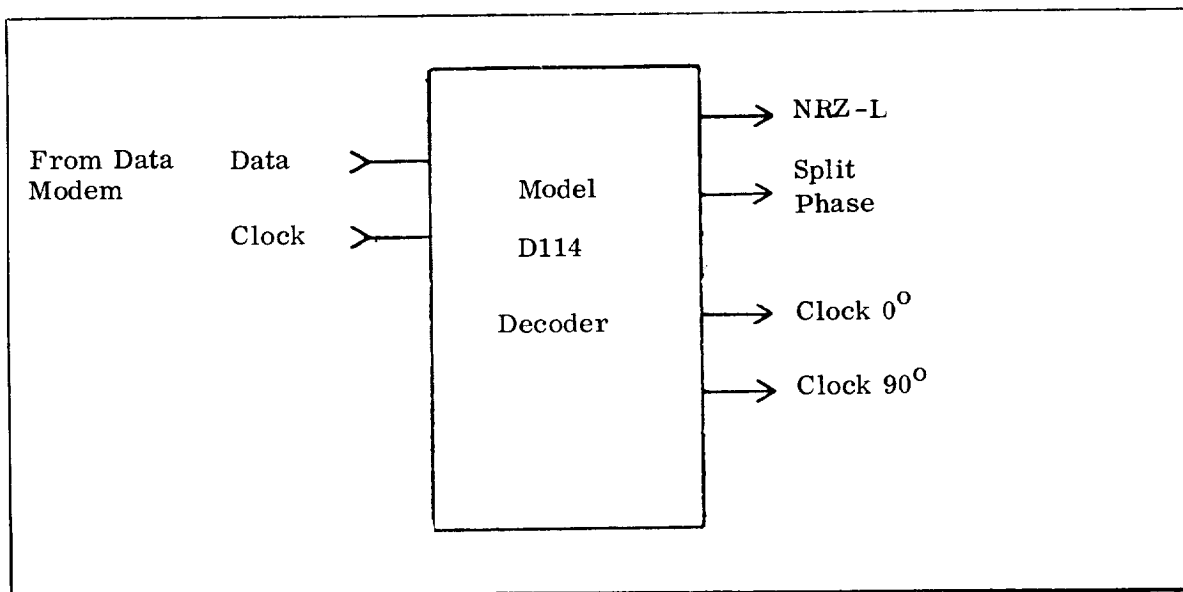 From Data
Modem
Data
Clock
Model
D114
Decoder
NRZ-L
Split
Phase
Clock 0°
Clock 90°